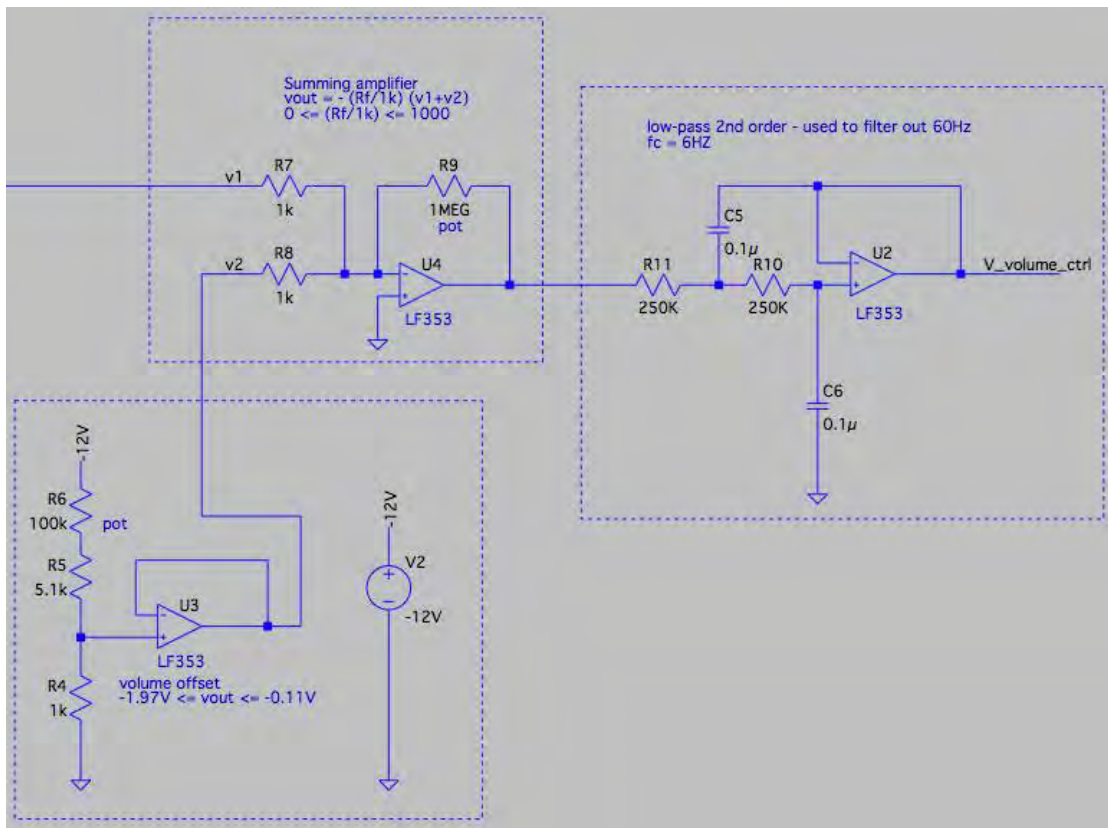 Summing amplifier
vout = - (Rf/1k) (v1+v2)
0 <= (Rf/1k) <= 1000
v1
R7
1k
R9
1MEG
pot
v2
R8
1k
U4
LF353
low-pass 2nd order - used to filter out 60Hz
fc = 6HZ
C5
0.1µ
R11
250K
R10
250K
U2
LF353
V_volume_ctrl
C6
0.1µ
-12V
R6
100k
pot
R5
5.1k
U3
LF353
R4
1k
volume offset
-1.97V <= vout <= -0.11V
-12V
V2
-12V